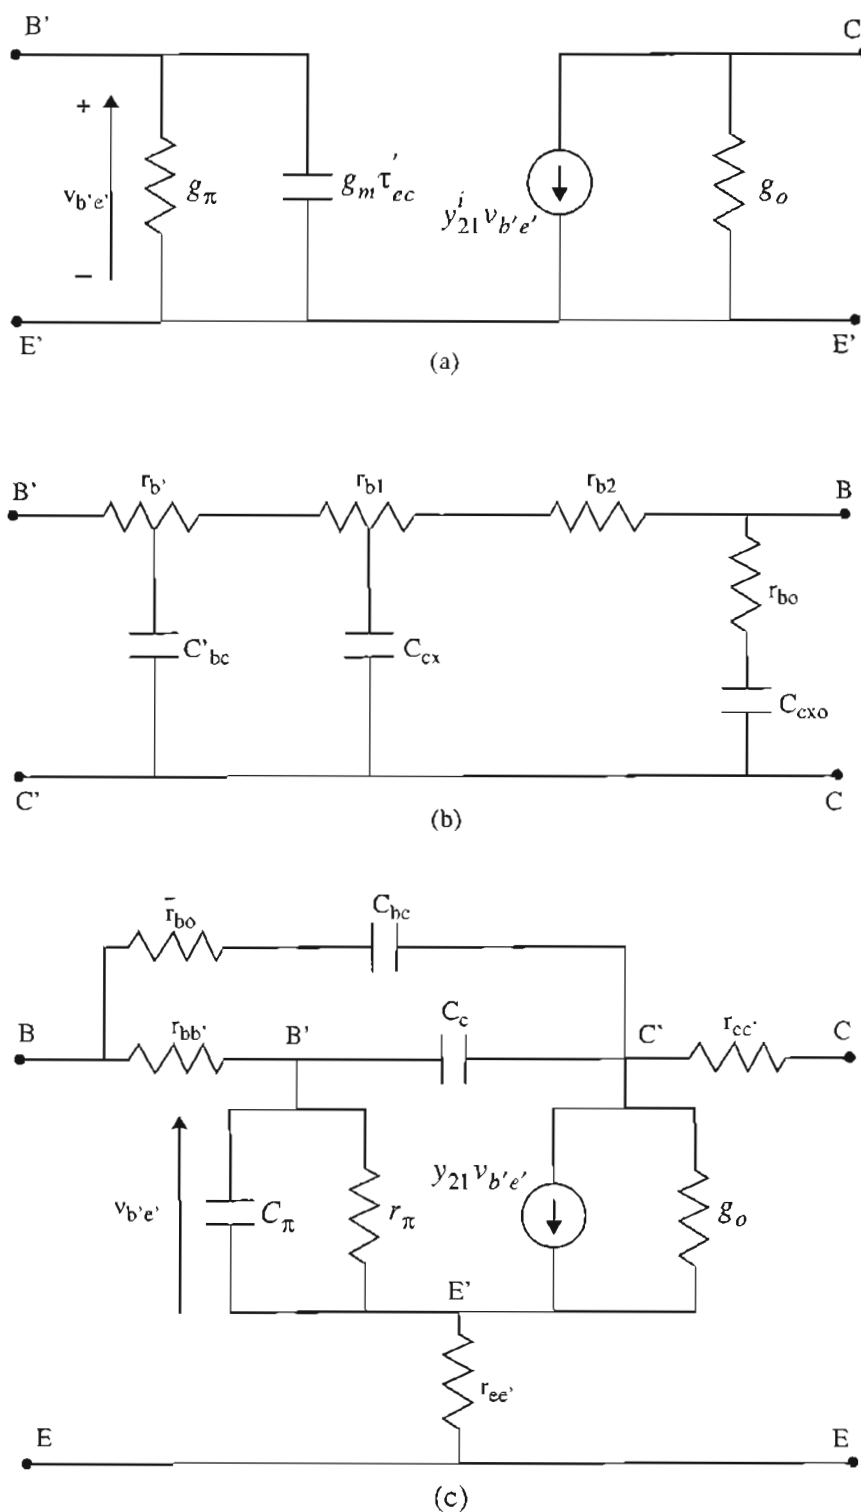 B' C
+
v_{b'e'} g_π g_m τ'_{ec} y^i_{21} v_{b'e'} g_o
−
E' E'
(a)
r_{b'} r_{b1} r_{b2}
B' B
r_{bo}
C'_{bc} C_{cx}
C_{cxo}
C' C
(b)
r̄_{bo} C_{bc}
B r_{bb'} B' C_c C' r_{cc'} C
v_{b'e'} C_π r_π y_{21} v_{b'e'} g_o
E'
r_{ee'}
E E
(c)